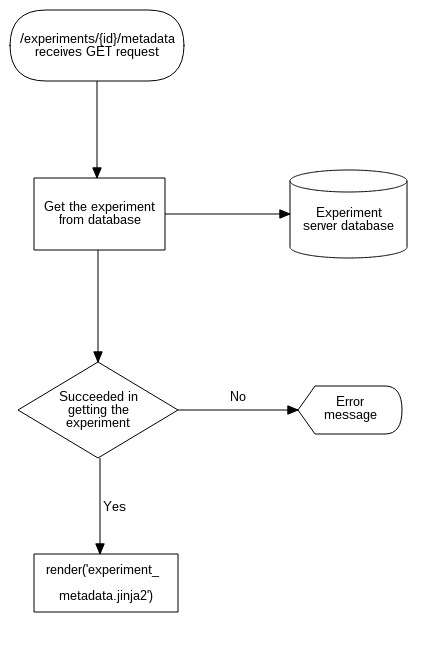 /experiments/{id}/metadata
receives GET request
Get the experiment
from database
Experiment
server database
Succeeded in
getting the
experiment
No
Error
message
Yes
render('experiment_
metadata.jinja2')